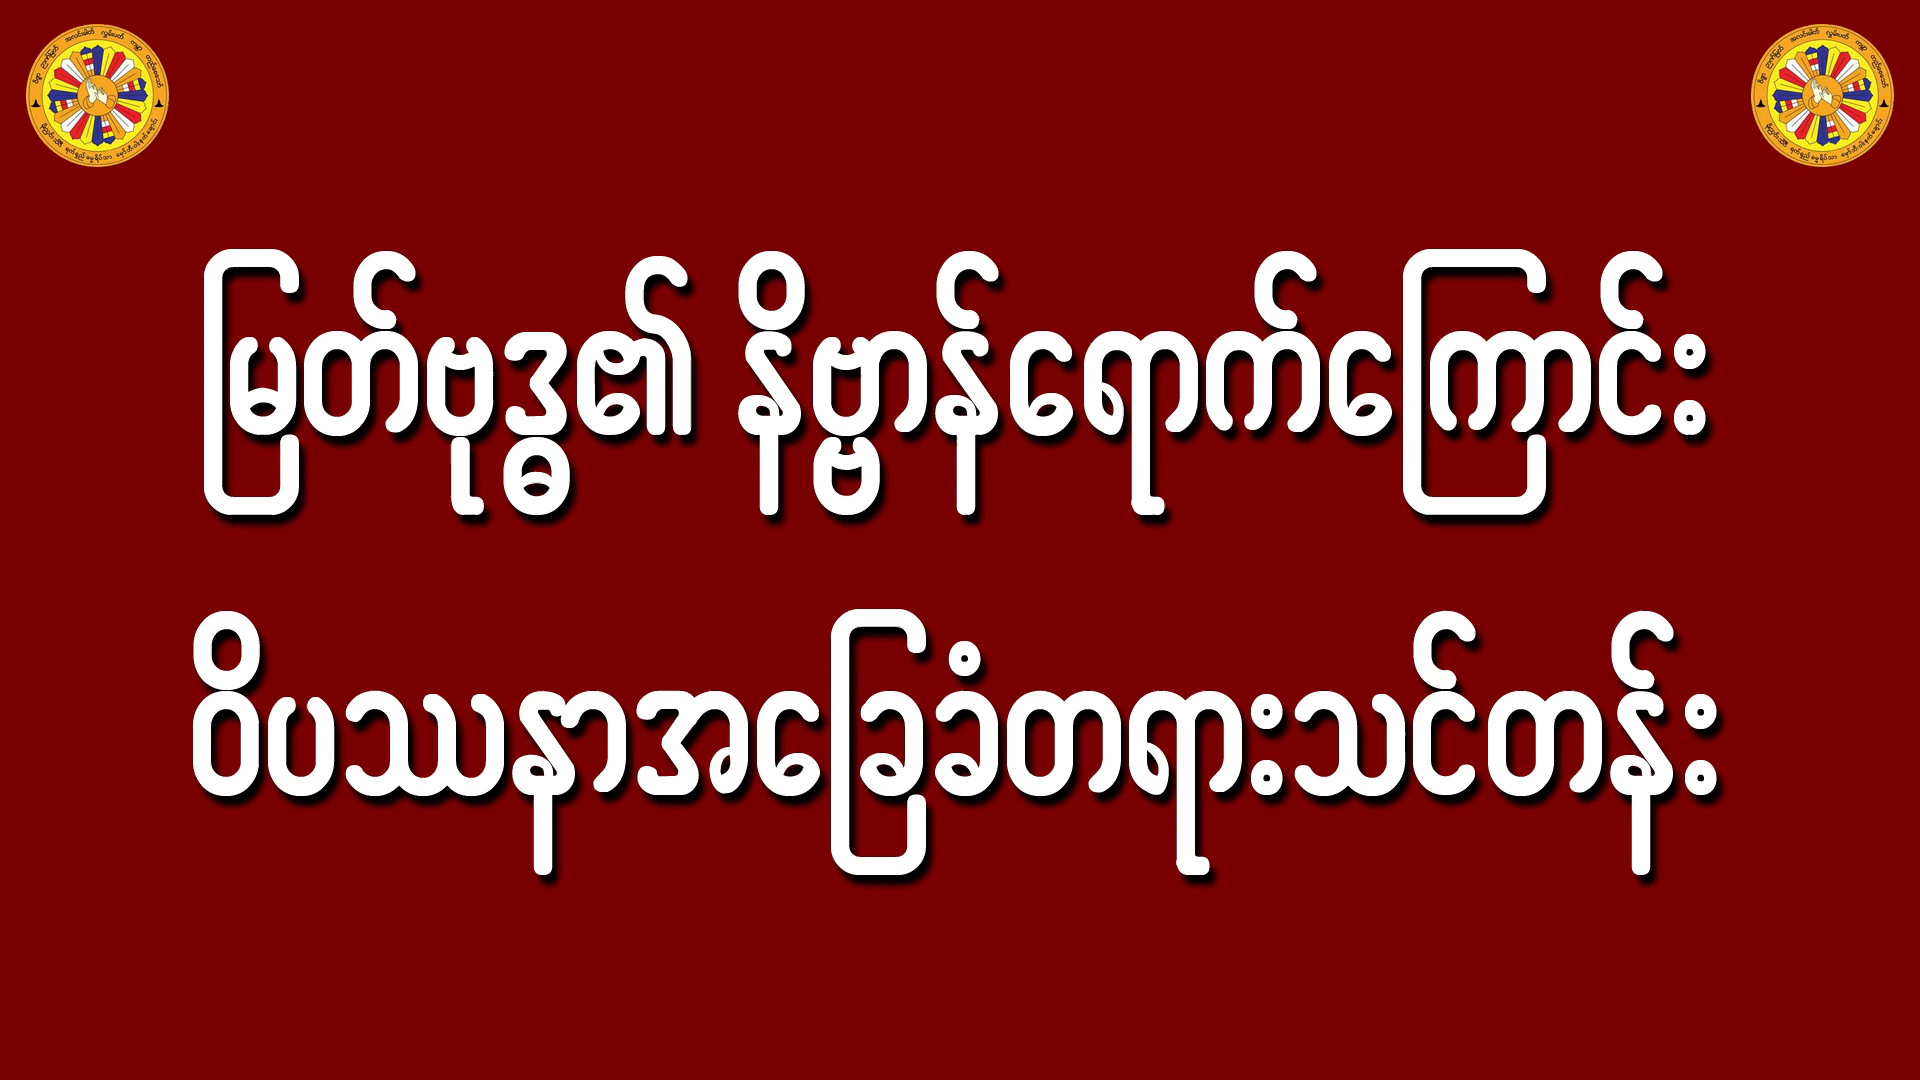 မြတ်ဗုဒ္ဓ၏ နိဗ္ဗာန်ရောက်ကြောင်း
ဝိပဿနာအခြေခံတရားသင်တန်း